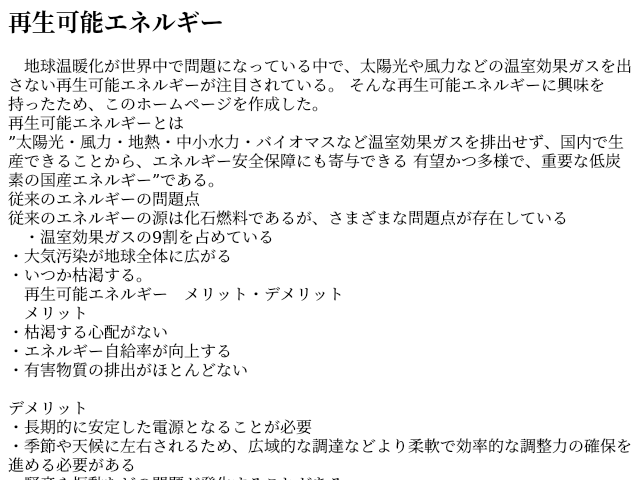 再生可能エネルギー
地球温暖化が世界中で問題になっている中で、太陽光や風力などの温室効果ガスを出
さない再生可能エネルギーが注目されている。 そんな再生可能エネルギーに興味を
持ったため、このホームページを作成した。
再生可能エネルギーとは
”太陽光・風力・地熱・中小水力・バイオマスなど温室効果ガスを排出せず、国内で生
産できることから、エネルギー安全保障にも寄与できる 有望かつ多様で、重要な低炭
素の国産エネルギー”である。
従来のエネルギーの問題点
従来のエネルギーの源は化石燃料であるが、さまざまな問題点が存在している
・温室効果ガスの9割を占めている
・大気汚染が地球全体に広がる
・いつか枯渇する。
再生可能エネルギー　メリット・デメリット
メリット
・枯渇する心配がない
・エネルギー自給率が向上する
・有害物質の排出がほとんどない
デメリット
・長期的に安定した電源となることが必要
・季節や天候に左右されるため、広域的な調達などより柔軟で効率的な調整力の確保を
進める必要がある